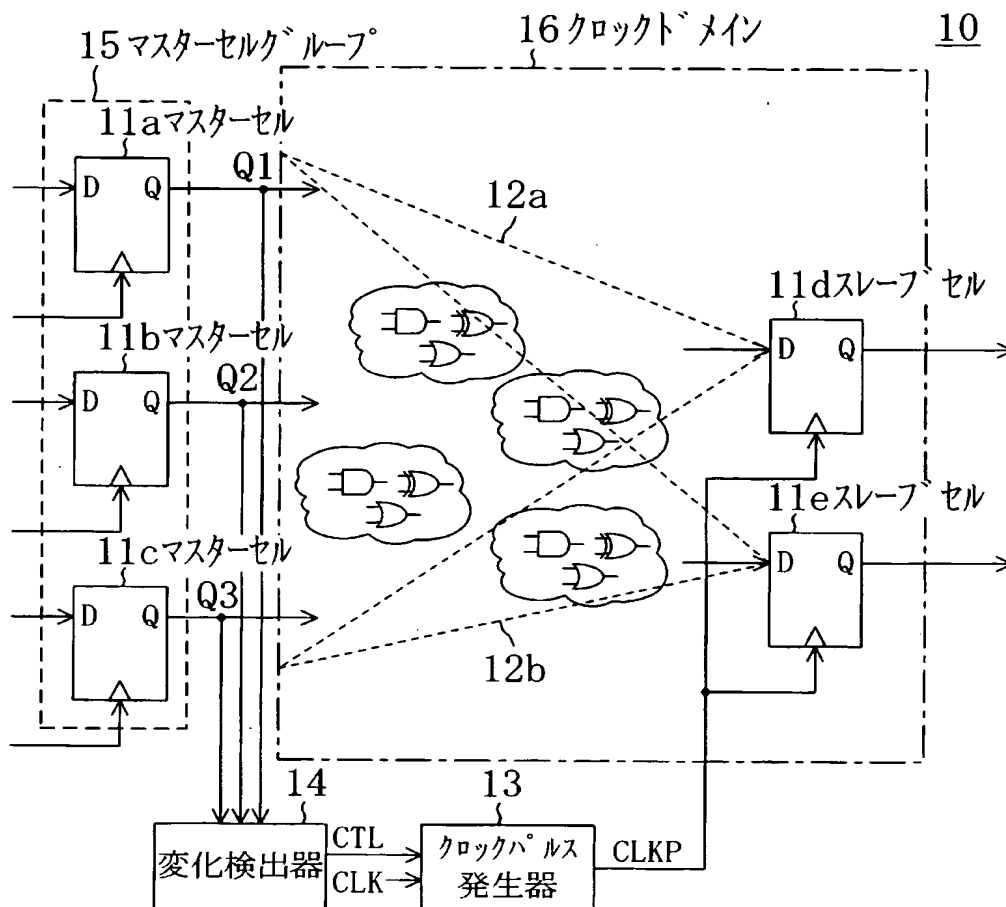 10
16クロックドメイン
15マスターセルグループ
11aマスターセル
D Q
Q1
12a
11bマスターセル
D Q
Q2
11dスレーブセル
D Q
11cマスターセル
D Q
Q3
11eスレーブセル
D Q
12b
14
変化検出器
CTL
CLK
13
クロックパルス
発生器
CLKP